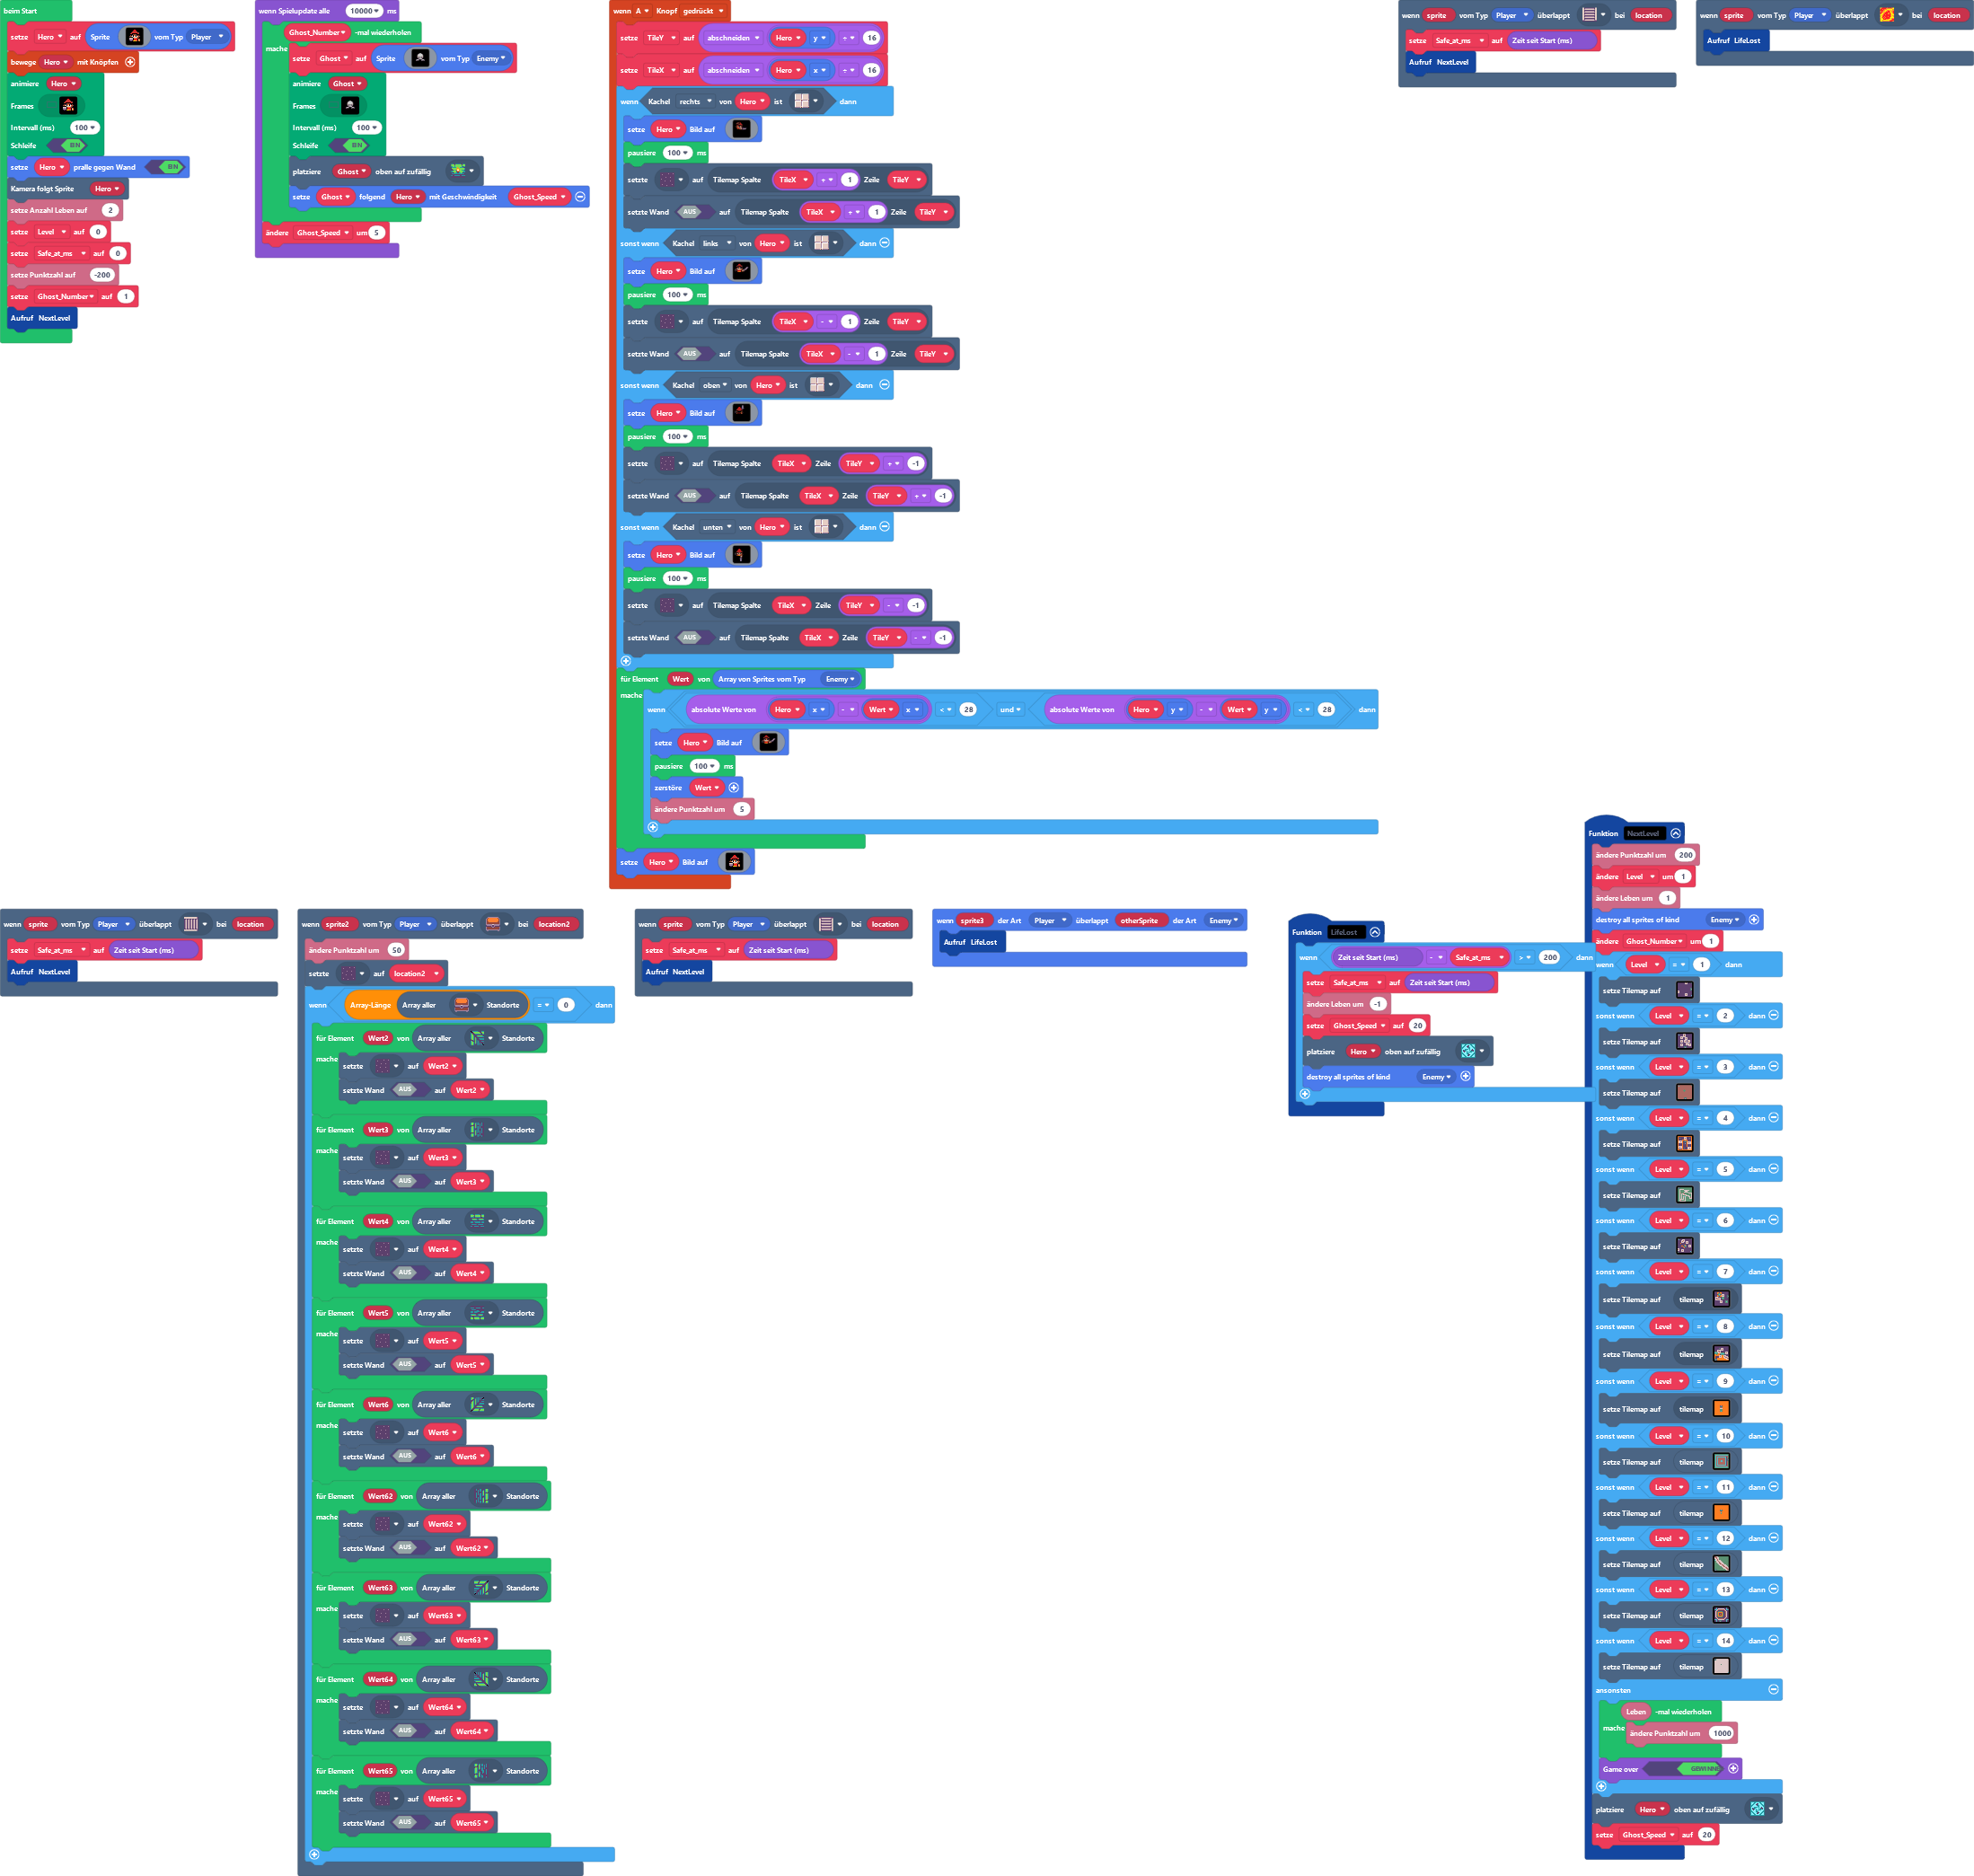 beim Start
setze Hero auf Sprite vom Typ Player
bewege Hero mit Knöpfen
animiere Hero
Frames
Intervall (ms) 100
Schleife EIN
setze Hero pralle gegen Wand EIN
Kamera folgt Sprite Hero
setze Anzahl Leben auf 2
setze Level auf 0
setze Safe_at_ms auf 0
setze Punktzahl auf -200
setze Ghost_Number auf 1
Aufruf NextLevel
wenn Spielupdate alle 10000 ms
Ghost_Number -mal wiederholen
mache
setze Ghost auf Sprite vom Typ Enemy
animiere Ghost
Frames
Intervall (ms) 100
Schleife EIN
platziere Ghost oben auf zufällig
setze Ghost folgend Hero mit Geschwindigkeit Ghost_Speed
ändere Ghost_Speed um 5
wenn A Knopf gedrückt
setze TileY auf abschneiden Hero y ÷ 16
setze TileX auf abschneiden Hero x ÷ 16
wenn Kachel rechts von Hero ist dann
setze Hero Bild auf
pausiere 100 ms
setzte auf Tilemap Spalte TileX + 1 Zeile TileY
setzte Wand AUS auf Tilemap Spalte TileX + 1 Zeile TileY
sonst wenn Kachel links von Hero ist dann
setze Hero Bild auf
pausiere 100 ms
setzte auf Tilemap Spalte TileX - 1 Zeile TileY
setzte Wand AUS auf Tilemap Spalte TileX - 1 Zeile TileY
sonst wenn Kachel oben von Hero ist dann
setze Hero Bild auf
pausiere 100 ms
setzte auf Tilemap Spalte TileX Zeile TileY + -1
setzte Wand AUS auf Tilemap Spalte TileX Zeile TileY + -1
sonst wenn Kachel unten von Hero ist dann
setze Hero Bild auf
pausiere 100 ms
setzte auf Tilemap Spalte TileX Zeile TileY - -1
setzte Wand AUS auf Tilemap Spalte TileX Zeile TileY - -1
für Element Wert von Array von Sprites vom Typ Enemy
mache
wenn absolute Werte von Hero x - Wert x < 28 und absolute Werte von Hero y - Wert y < 28 dann
setze Hero Bild auf
pausiere 100 ms
zerstöre Wert
ändere Punktzahl um 5
setze Hero Bild auf
wenn sprite vom Typ Player überlappt bei location
setze Safe_at_ms auf Zeit seit Start (ms)
Aufruf NextLevel
wenn sprite vom Typ Player überlappt bei location
Aufruf LifeLost
wenn sprite vom Typ Player überlappt bei location
setze Safe_at_ms auf Zeit seit Start (ms)
Aufruf NextLevel
wenn sprite2 vom Typ Player überlappt bei location2
ändere Punktzahl um 50
setzte auf location2
wenn Array-Länge Array aller Standorte = 0 dann
für Element Wert2 von Array aller Standorte
mache
setzte auf Wert2
setzte Wand AUS auf Wert2
für Element Wert3 von Array aller Standorte
mache
setzte auf Wert3
setzte Wand AUS auf Wert3
für Element Wert4 von Array aller Standorte
mache
setzte auf Wert4
setzte Wand AUS auf Wert4
für Element Wert5 von Array aller Standorte
mache
setzte auf Wert5
setzte Wand AUS auf Wert5
für Element Wert6 von Array aller Standorte
mache
setzte auf Wert6
setzte Wand AUS auf Wert6
für Element Wert62 von Array aller Standorte
mache
setzte auf Wert62
setzte Wand AUS auf Wert62
für Element Wert63 von Array aller Standorte
mache
setzte auf Wert63
setzte Wand AUS auf Wert63
für Element Wert64 von Array aller Standorte
mache
setzte auf Wert64
setzte Wand AUS auf Wert64
für Element Wert65 von Array aller Standorte
mache
setzte auf Wert65
setzte Wand AUS auf Wert65
wenn sprite vom Typ Player überlappt bei location
setze Safe_at_ms auf Zeit seit Start (ms)
Aufruf NextLevel
wenn sprite3 der Art Player überlappt otherSprite der Art Enemy
Aufruf LifeLost
Funktion LifeLost
wenn Zeit seit Start (ms) - Safe_at_ms > 200 dann
setze Safe_at_ms auf Zeit seit Start (ms)
ändere Leben um -1
setze Ghost_Speed auf 20
platziere Hero oben auf zufällig
destroy all sprites of kind Enemy
Funktion NextLevel
ändere Punktzahl um 200
ändere Level um 1
ändere Leben um 1
destroy all sprites of kind Enemy
ändere Ghost_Number um 1
wenn Level = 1 dann
setze Tilemap auf
sonst wenn Level = 2 dann
setze Tilemap auf
sonst wenn Level = 3 dann
setze Tilemap auf
sonst wenn Level = 4 dann
setze Tilemap auf
sonst wenn Level = 5 dann
setze Tilemap auf
sonst wenn Level = 6 dann
setze Tilemap auf
sonst wenn Level = 7 dann
setze Tilemap auf tilemap
sonst wenn Level = 8 dann
setze Tilemap auf tilemap
sonst wenn Level = 9 dann
setze Tilemap auf tilemap
sonst wenn Level = 10 dann
setze Tilemap auf tilemap
sonst wenn Level = 11 dann
setze Tilemap auf tilemap
sonst wenn Level = 12 dann
setze Tilemap auf tilemap
sonst wenn Level = 13 dann
setze Tilemap auf tilemap
sonst wenn Level = 14 dann
setze Tilemap auf tilemap
ansonsten
Leben -mal wiederholen
mache ändere Punktzahl um 1000
Game over GEWINNE
platziere Hero oben auf zufällig
setze Ghost_Speed auf 20